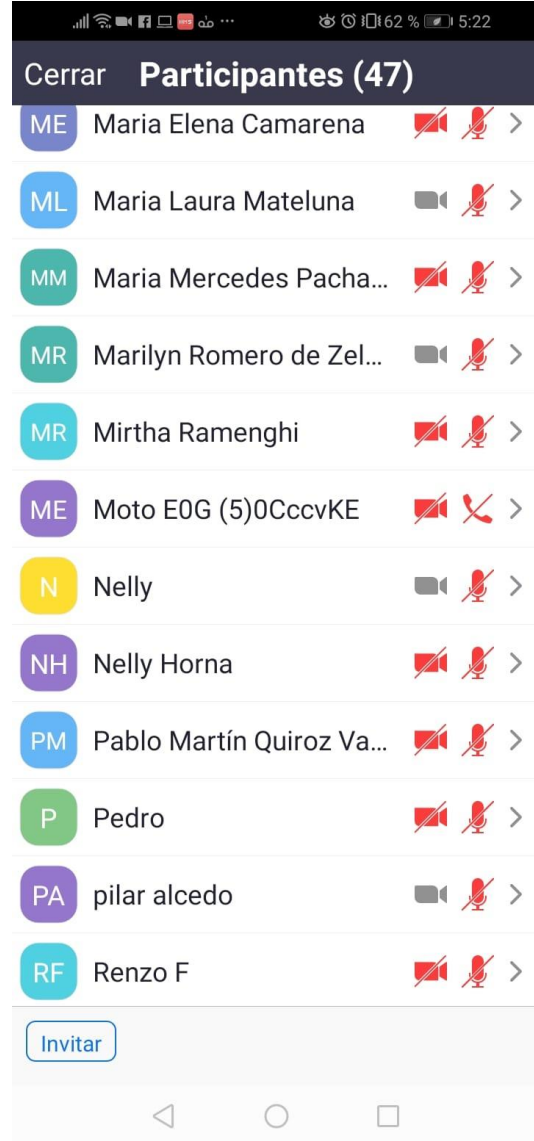 62 % 5:22
Cerrar Participantes (47)
ME Maria Elena Camarena
ML Maria Laura Mateluna
MM Maria Mercedes Pacha...
MR Marilyn Romero de Zel...
MR Mirtha Ramenghi
ME Moto E0G (5)0CccvKE
N Nelly
NH Nelly Horna
PM Pablo Martín Quiroz Va...
P Pedro
PA pilar alcedo
RF Renzo F
Invitar